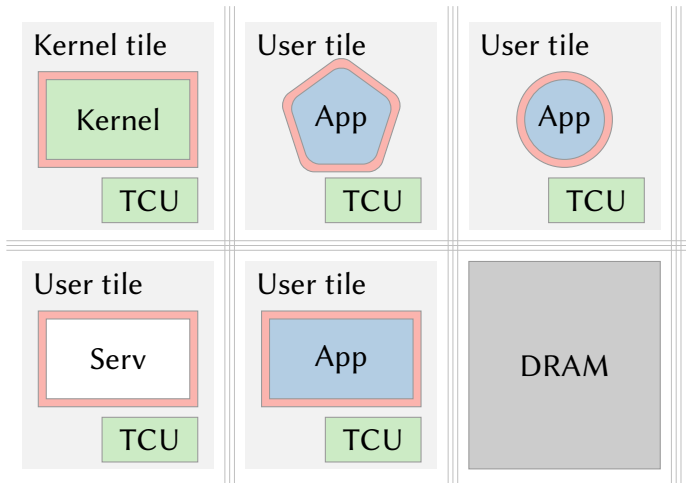 Kernel tile
Kernel
TCU
User tile
App
TCU
User tile
App
TCU
User tile
Serv
TCU
User tile
App
TCU
DRAM